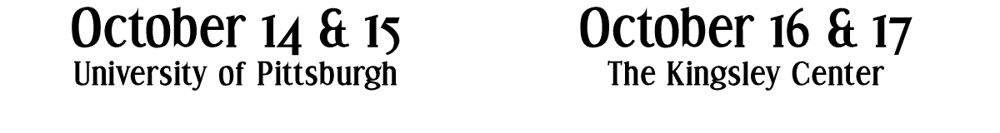 October 14 & 15
University of Pittsburgh
October 16 & 17
The Kingsley Center